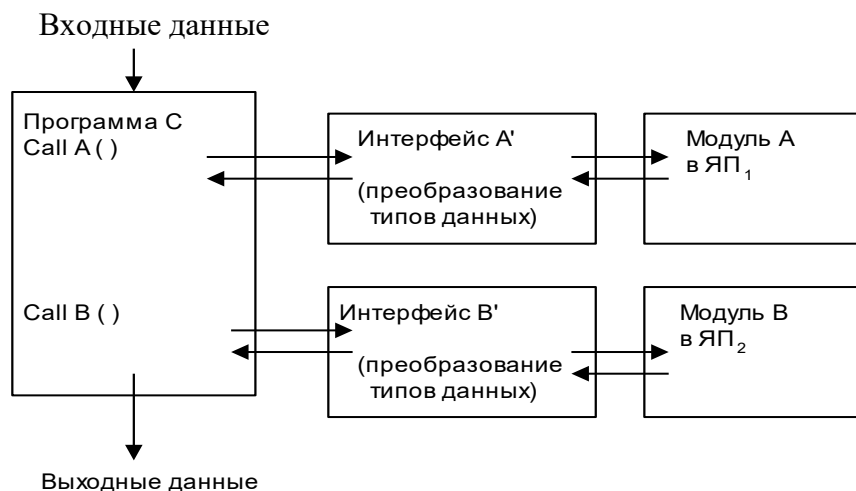 Входные данные
Программа С
Call A ( )
Интерфейс А'
(преобразование
типов данных)
Модуль А
в ЯП1
Call B ( )
Интерфейс В'
(преобразование
типов данных)
Модуль В
в ЯП2
Выходные данные